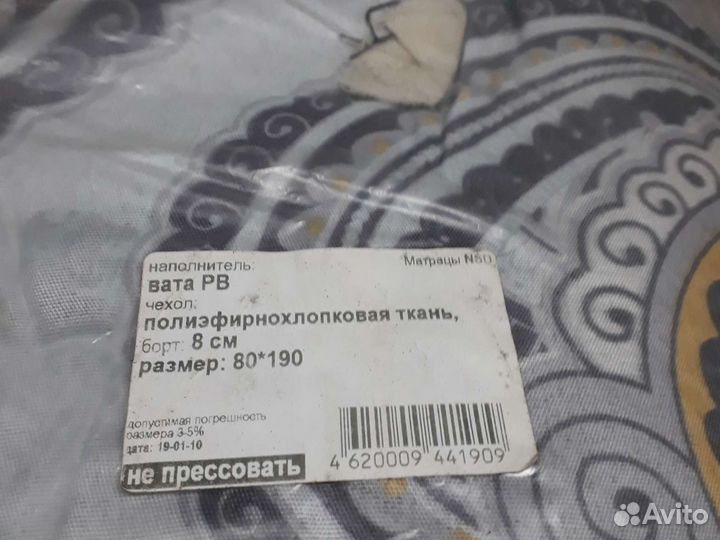 наполнитель: Матрацы NSD
вата РВ
чехол:
полиэфирнохлопковая ткань,
борт: 8 см
размер: 80*190
допустимая погрешность
размера 3-5%
дата: 19-01-10
не прессовать
4 620009 441909
Avito